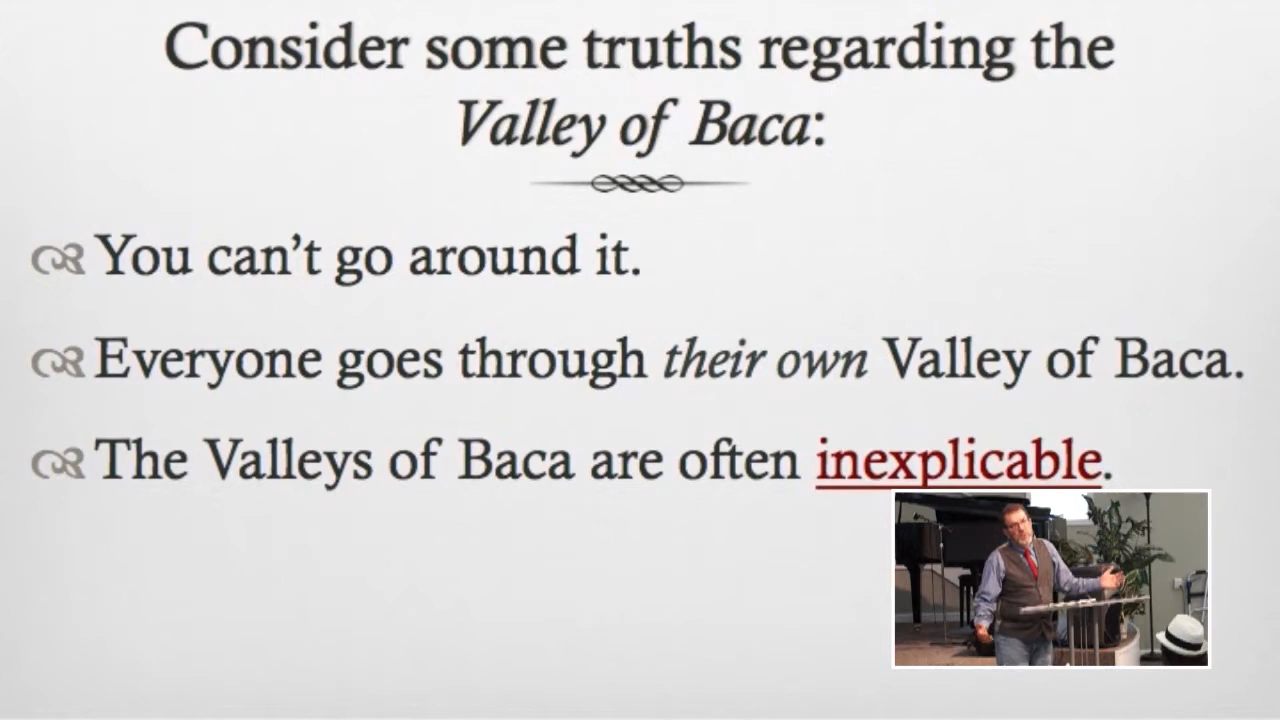 Consider some truths regarding the
Valley of Baca:
You can't go around it.
Everyone goes through their own Valley of Baca.
The Valleys of Baca are often inexplicable.